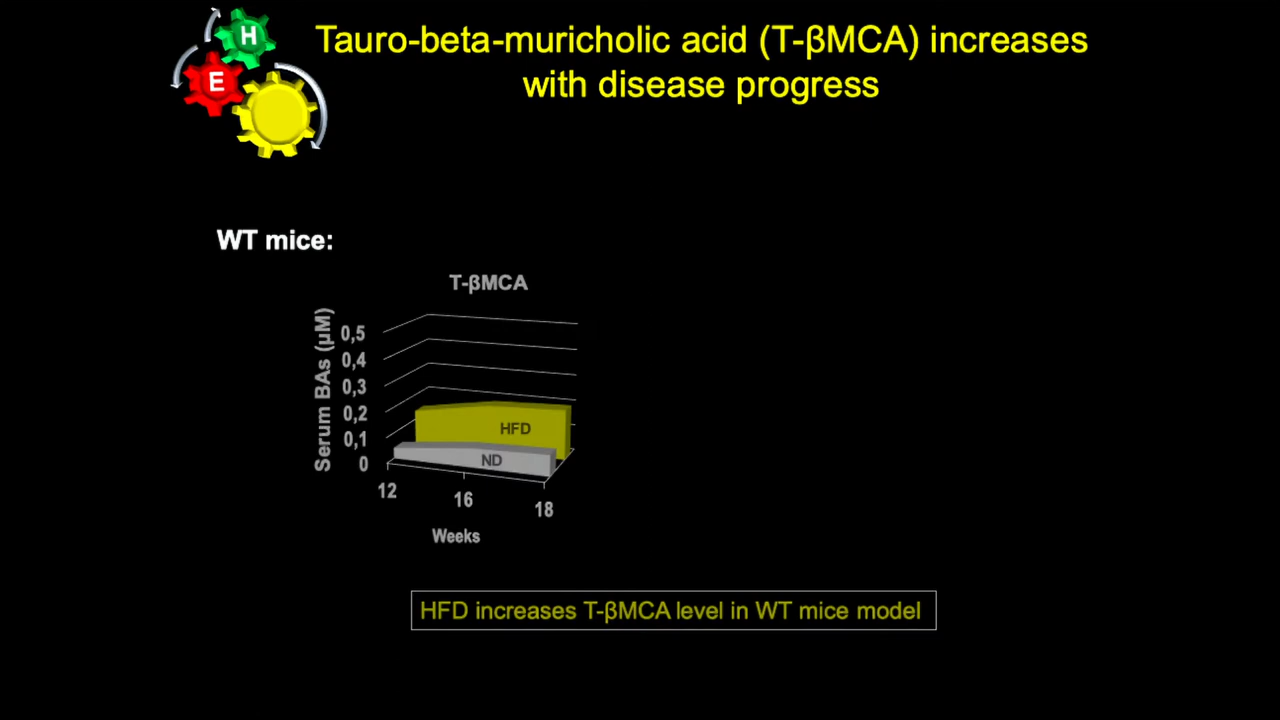 H
E
Tauro-beta-muricholic acid (T-βMCA) increases
with disease progress
WT mice:
T-βMCA
Serum BAs (µM)
0,5
0,4
0,3
0,2
0,1
0
HFD
ND
12
16
18
Weeks
HFD increases T-βMCA level in WT mice model